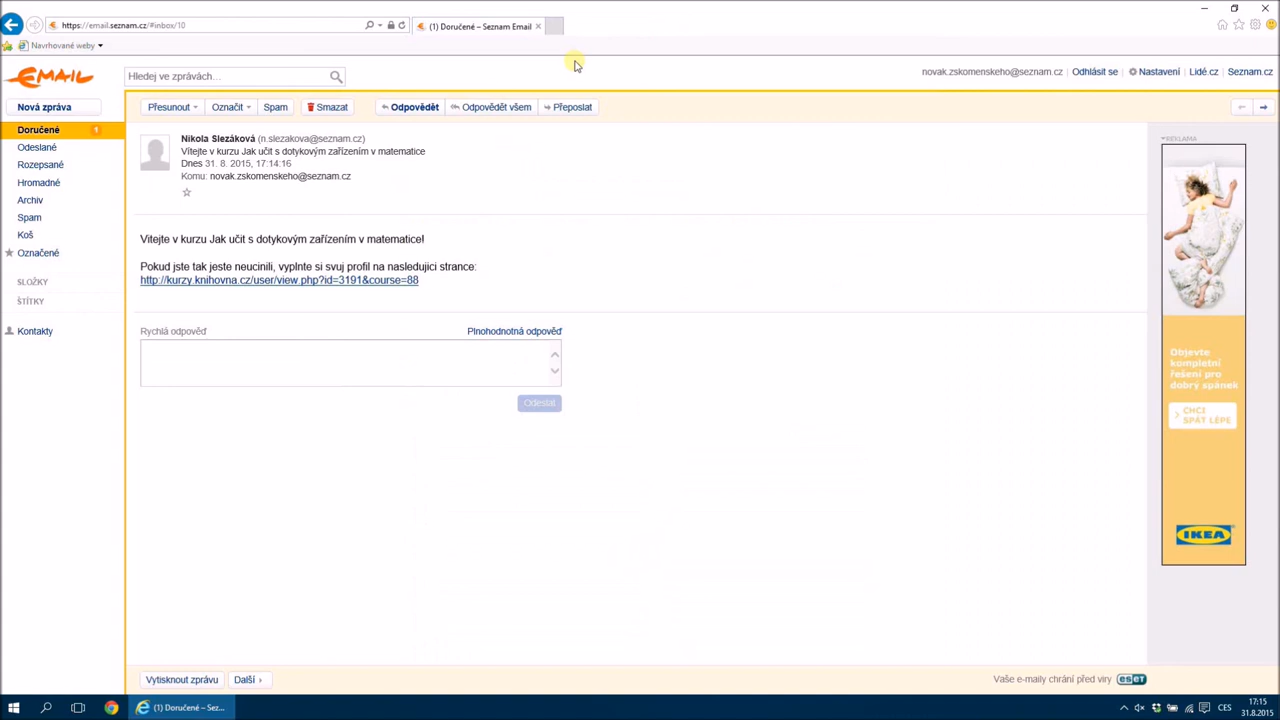 https://email.seznam.cz/#inbox/10
(1) Doručené – Seznam Email
Navrhované weby
EMAIL
Hledej ve zprávách...
novak.zskomenskeho@seznam.cz
Odhlásit se
Nastavení
Lidé.cz
Seznam.cz
Nová zpráva
Přesunout
Označit
Spam
Smazat
Odpovědět
Odpovědět všem
Přeposlat
Doručené 1
Odeslané
Rozepsané
Hromadné
Archiv
Spam
Koš
Označené
SLOŽKY
ŠTÍTKY
Kontakty
Nikola Slezáková (n.slezakova@seznam.cz)
Vítejte v kurzu Jak učit s dotykovým zařízením v matematice
Dnes 31. 8. 2015, 17:14:16
Komu: novak.zskomenskeho@seznam.cz
Vitejte v kurzu Jak učit s dotykovým zařízením v matematice!
Pokud jste tak jeste neucinili, vyplnte si svuj profil na nasledujici strance:
http://kurzy.knihovna.cz/user/view.php?id=3191&course=88
Rychlá odpověď
Plnohodnotná odpověď
Odeslat
REKLAMA
Objevte
kompletní
řešení pro
dobrý spánek
CHCI
SPÁT LÉPE
IKEA
Vytisknout zprávu
Další
Vaše e-maily chrání před viry
eset
(1) Doručené – Sez...
CES
17:15
31.8.2015